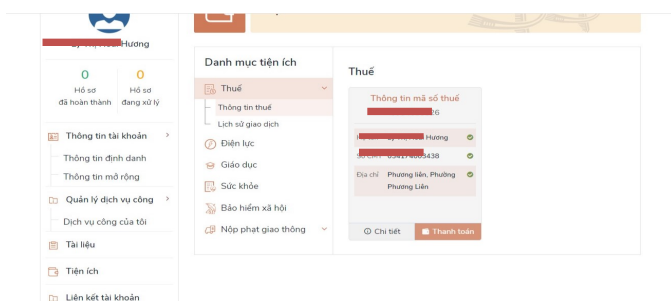 Hương
0
0
Hồ sơ
đã hoàn thành
Hồ sơ
đang xử lý
Thông tin tài khoản
Thông tin định danh
Thông tin mở rộng
Quản lý dịch vụ công
Dịch vụ công của tôi
Tài liệu
Tiện ích
Liên kết tài khoản
Danh mục tiện ích
Thuế
Thông tin thuế
Lịch sử giao dịch
Điện lực
Giáo dục
Sức khỏe
Bảo hiểm xã hội
Nộp phạt giao thông
Thuế
Thông tin mã số thuế
26
Hương
Địa chỉ Phương liên, Phường
Phương Liên
Chi tiết
Thanh toán